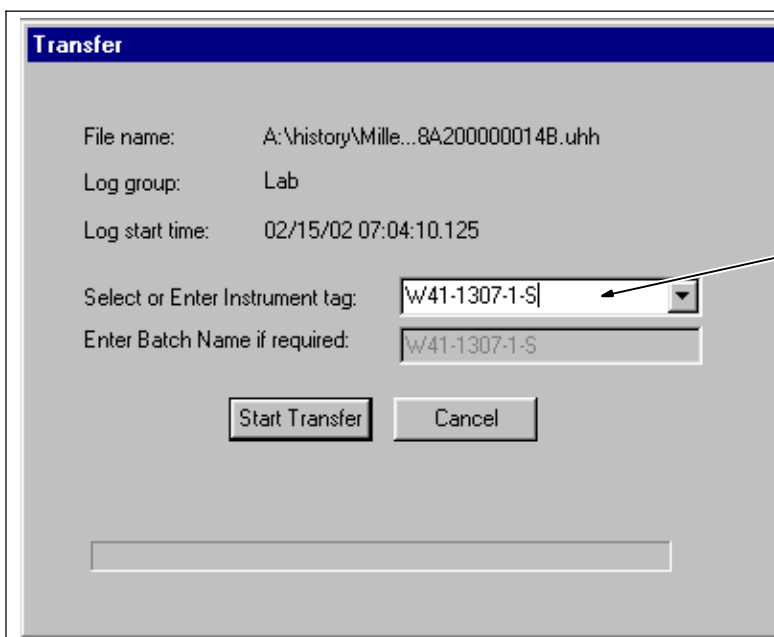 Transfer
File name: A:\history\Mille...8A200000014B.uhh
Log group: Lab
Log start time: 02/15/02 07:04:10.125
Select or Enter Instrument tag: W41-1307-1-S
Enter Batch Name if required: W41-1307-1-S
Start Transfer Cancel